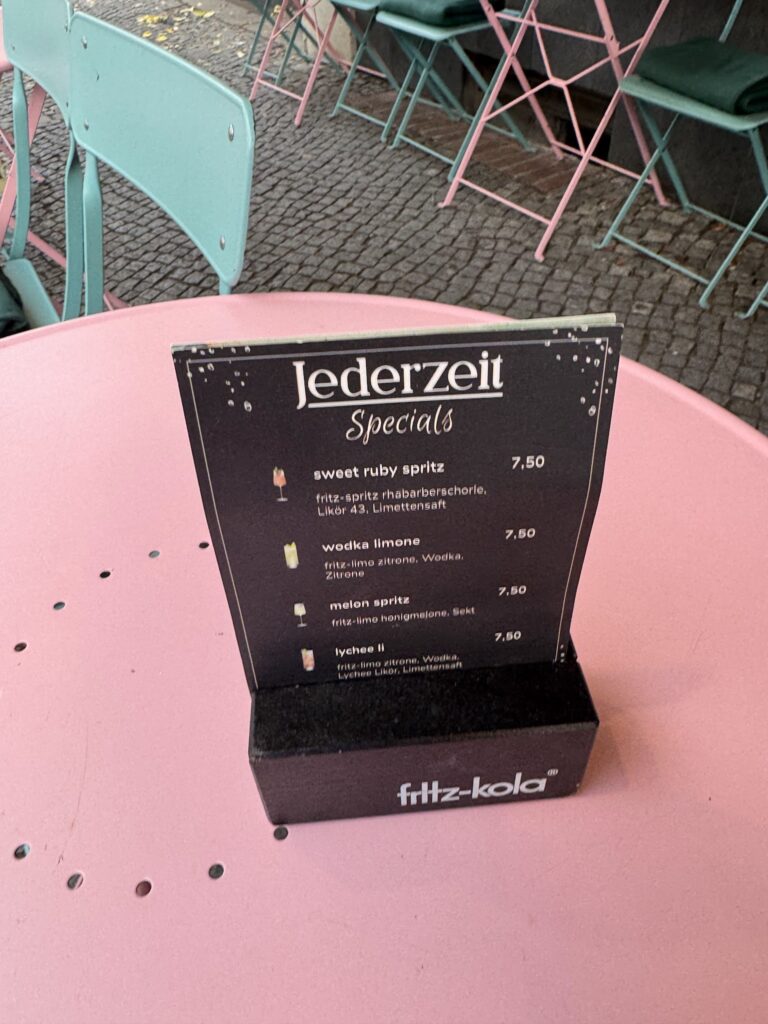 Jederzeit
Specials
sweet ruby spritz 7,50
fritz-spritz rhabarberschorle,
Likör 43, Limettensaft
wodka limone 7,50
fritz-limo zitrone, Wodka,
Zitrone
melon spritz 7,50
fritz-limo honigmelone, Sekt
lychee li 7,50
fritz-limo zitrone, Wodka,
Lychee Likör, Limettensaft
fritz-kola®